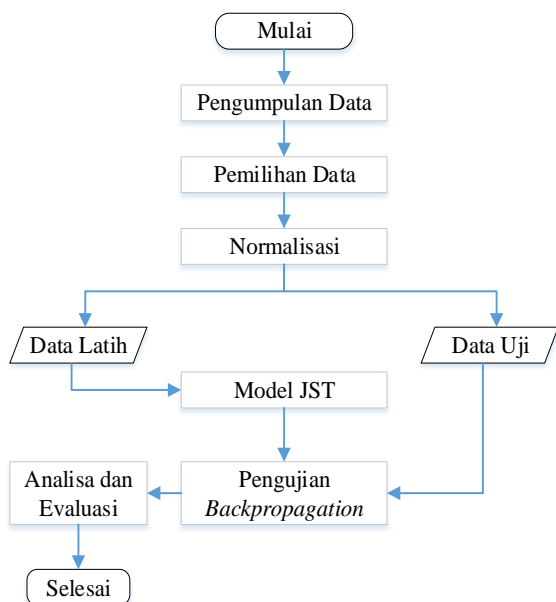 Mulai
Pengumpulan Data
Pemilihan Data
Normalisasi
Data Latih
Data Uji
Model JST
Analisa dan
Evaluasi
Pengujian
Backpropagation
Selesai